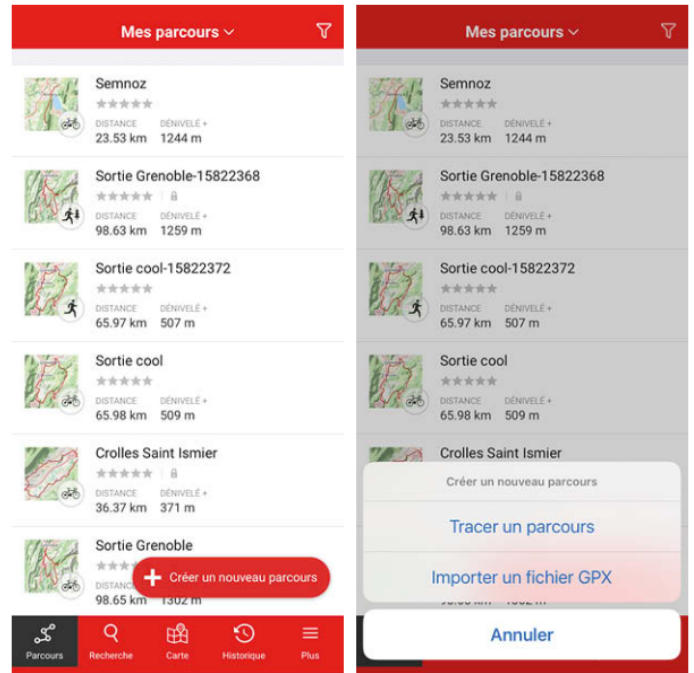 Mes parcours
Semnoz
DISTANCE DÉNIVELÉ +
23.53 km 1244 m
Sortie Grenoble-15822368
DISTANCE DÉNIVELÉ +
98.63 km 1259 m
Sortie cool-15822372
DISTANCE DÉNIVELÉ +
65.97 km 507 m
Sortie cool
DISTANCE DÉNIVELÉ +
65.98 km 509 m
Crolles Saint Ismier
DISTANCE DÉNIVELÉ +
36.37 km 371 m
Sortie Grenoble
DISTANCE
Créer un nouveau parcours
98.65 km 1302 m
Parcours Recherche Carte Historique Plus
Mes parcours
Semnoz
DISTANCE DÉNIVELÉ +
23.53 km 1244 m
Sortie Grenoble-15822368
DISTANCE DÉNIVELÉ +
98.63 km 1259 m
Sortie cool-15822372
DISTANCE DÉNIVELÉ +
65.97 km 507 m
Sortie cool
DISTANCE DÉNIVELÉ +
65.98 km 509 m
Crolles Saint Ismier
Créer un nouveau parcours
Tracer un parcours
Importer un fichier GPX
Annuler